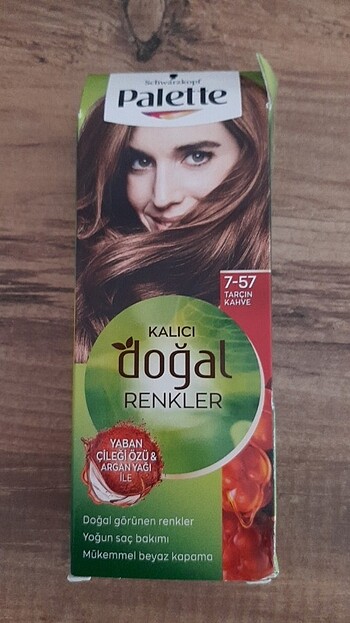 Schwarzkopf
Palette
7-57
TARÇIN
KAHVE
KALICI
doğal
RENKLER
YABAN
ÇİLEĞİ ÖZÜ &
ARGAN YAĞI
İLE
Doğal görünen renkler
Yoğun saç bakımı
Mükemmel beyaz kapama